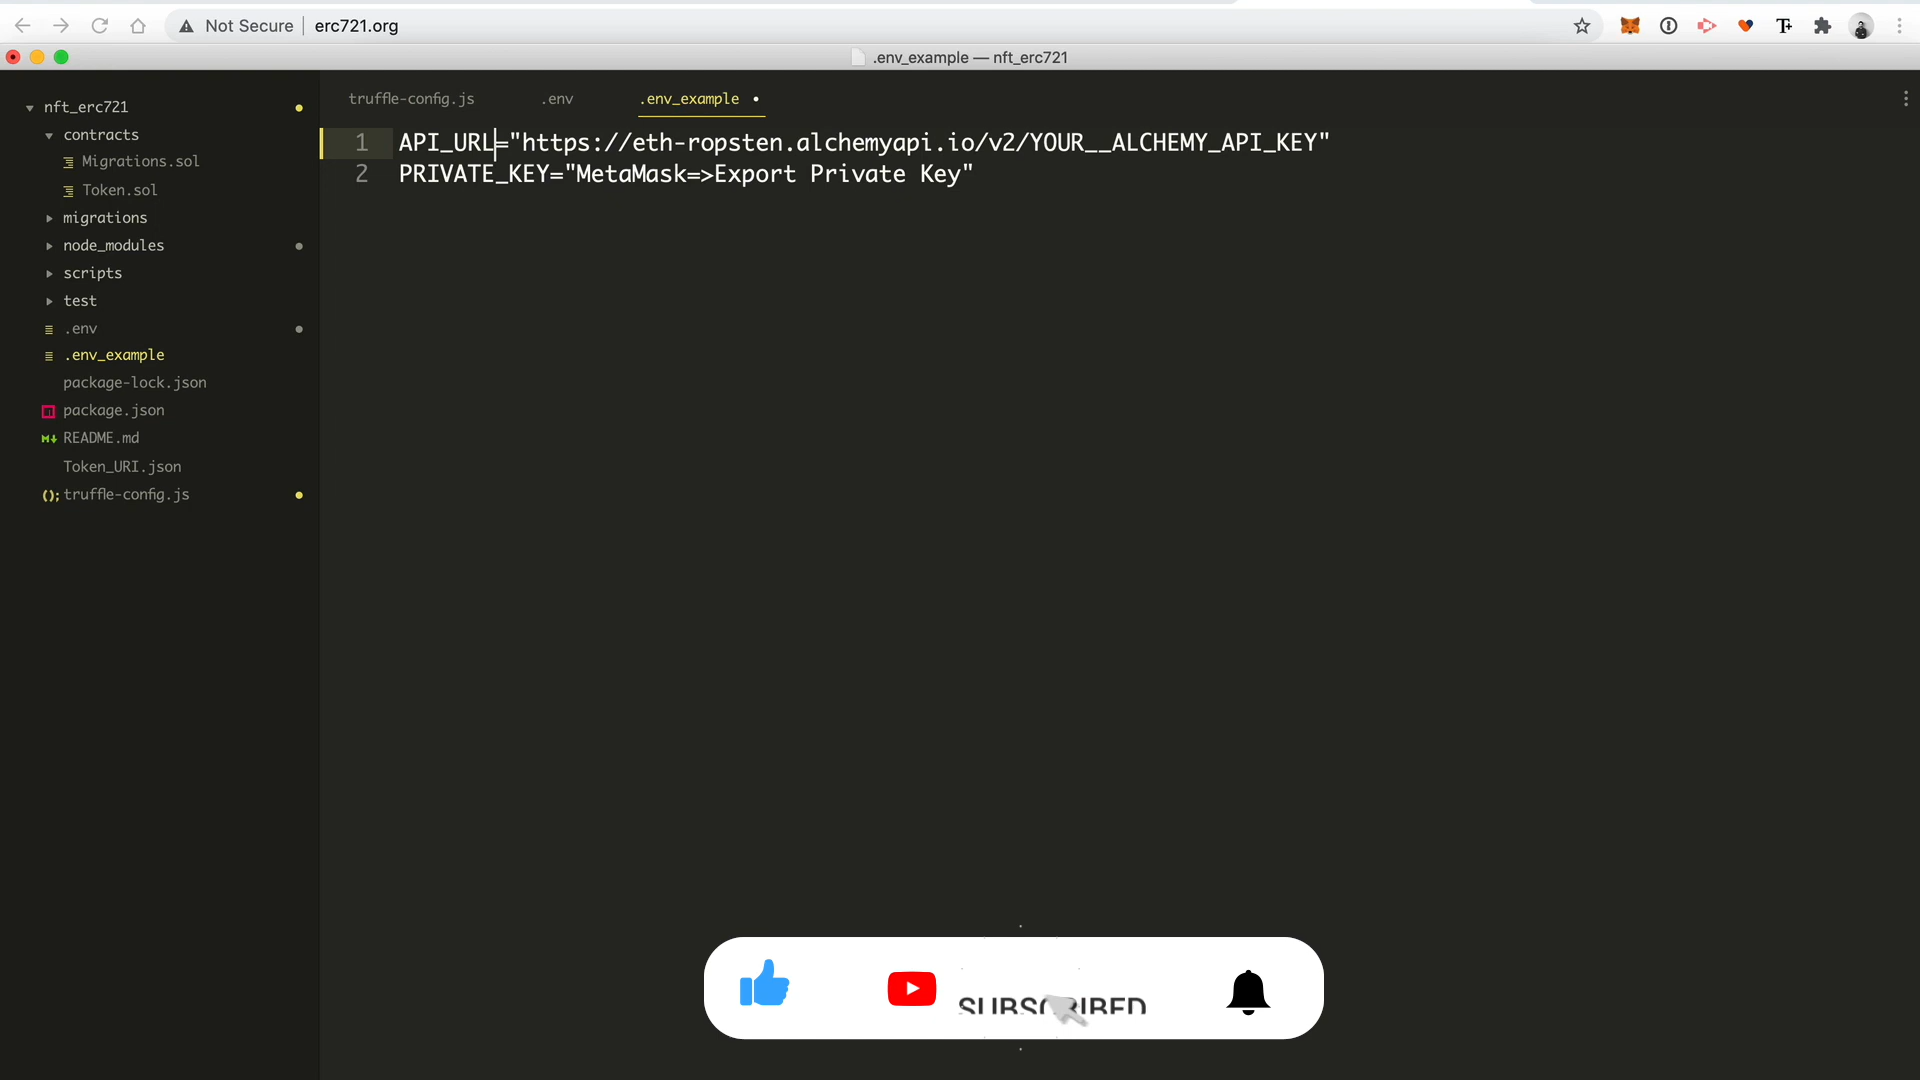 Not Secure
erc721.org
.env_example — nft_erc721
nft_erc721
contracts
Migrations.sol
Token.sol
migrations
node_modules
scripts
test
.env
.env_example
package-lock.json
package.json
README.md
Token_URI.json
truffle-config.js
truffle-config.js
.env
.env_example
1 API_URL="https://eth-ropsten.alchemyapi.io/v2/YOUR__ALCHEMY_API_KEY"
2 PRIVATE_KEY="MetaMask=>Export Private Key"
SUBSCRIBED